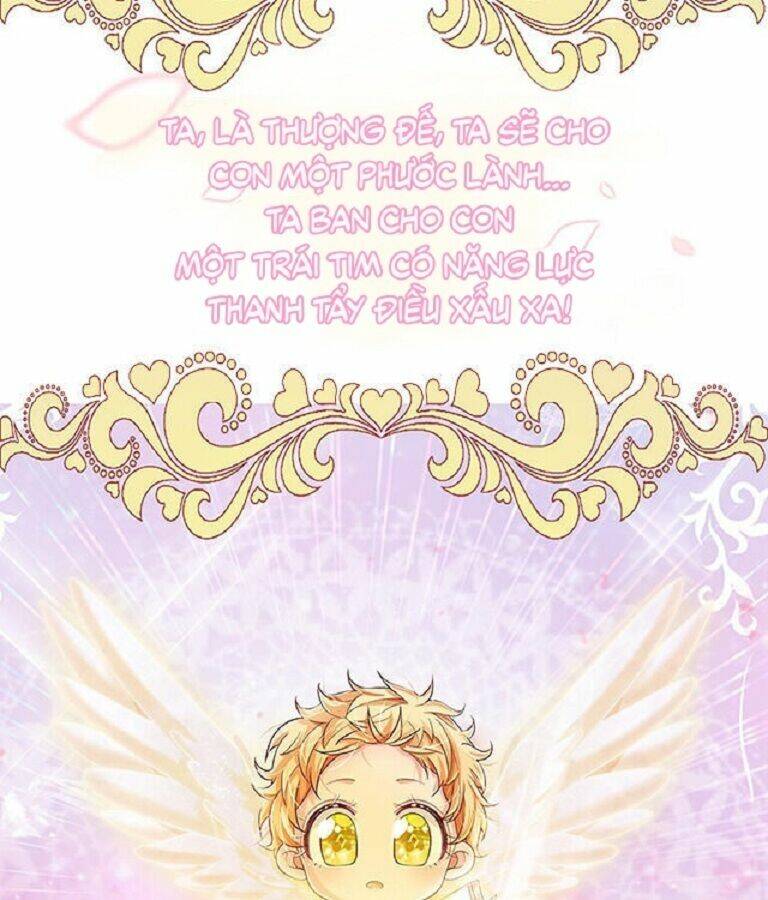 TA, LÀ THƯỢNG ĐẾ, TA SẼ CHO
CON MỘT PHƯỚC LÀNH...
TA BAN CHO CON
MỘT TRÁI TIM CÓ NĂNG LỰC
THANH TẨY ĐIỀU XẤU XA!